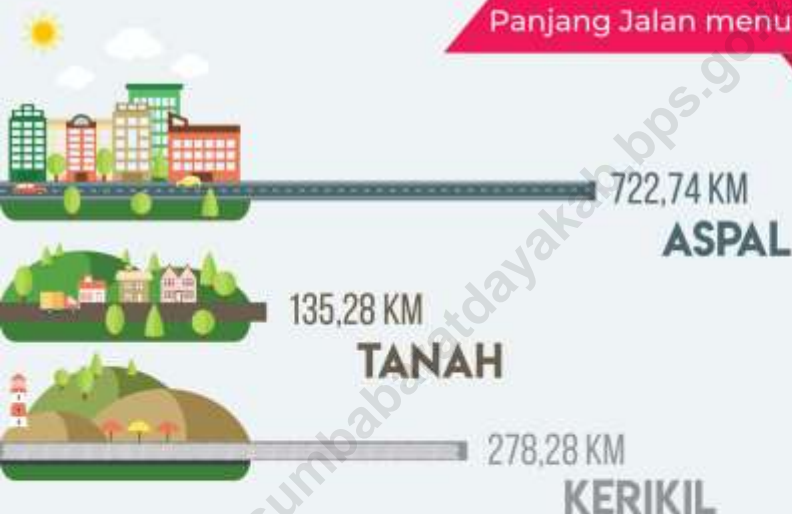 Panjang Jalan menu
722,74 KM
ASPAL
135,28 KM
TANAH
278,28 KM
KERIKIL